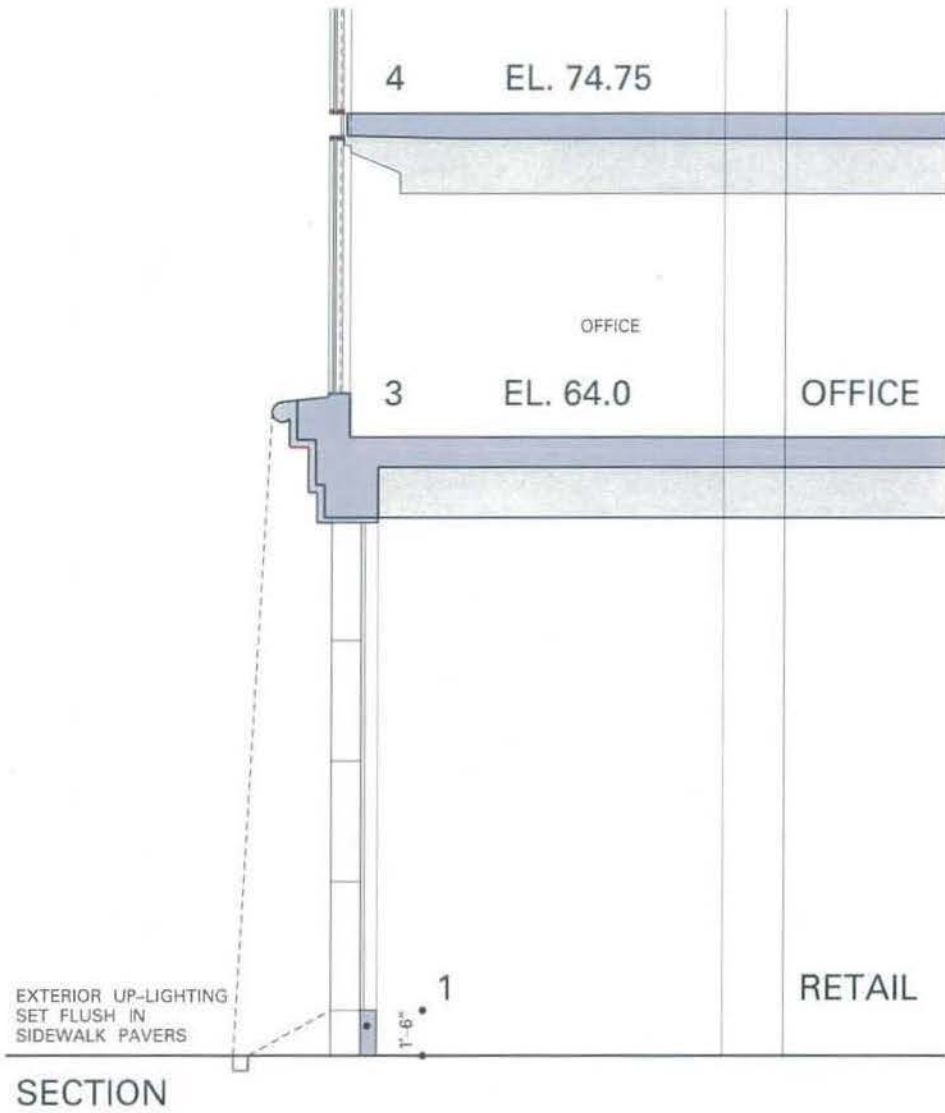 4 EL. 74.75
OFFICE
3 EL. 64.0 OFFICE
1 RETAIL
EXTERIOR UP-LIGHTING
SET FLUSH IN
SIDEWALK PAVERS
1'-6"
SECTION